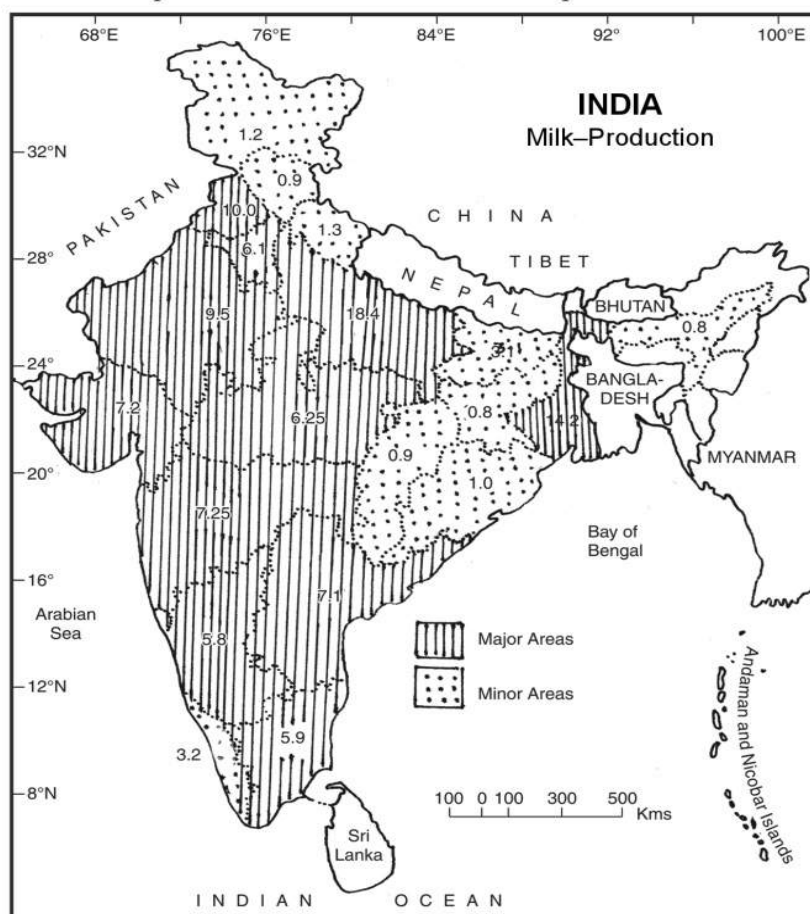 68°E 76°E 84°E 92°E 100°E
INDIA
Milk–Production
1.2
32°N
0.9
PAKISTAN
10.0
1.3
CHINA
6.1
TIBET
28°
NEPAL
BHUTAN
9.5
18.4
0.8
3.1
24°
BANGLA-
DESH
7.2
6.25
0.8
14.2
0.9
MYANMAR
20°
1.0
7.25
Bay of
Bengal
16°
7.1
Arabian
Sea
5.8
Major Areas
Minor Areas
12°N
5.9
3.2
Andaman and Nicobar Islands
8°N
100 0 100 300 500
Kms
Sri
Lanka
INDIAN OCEAN